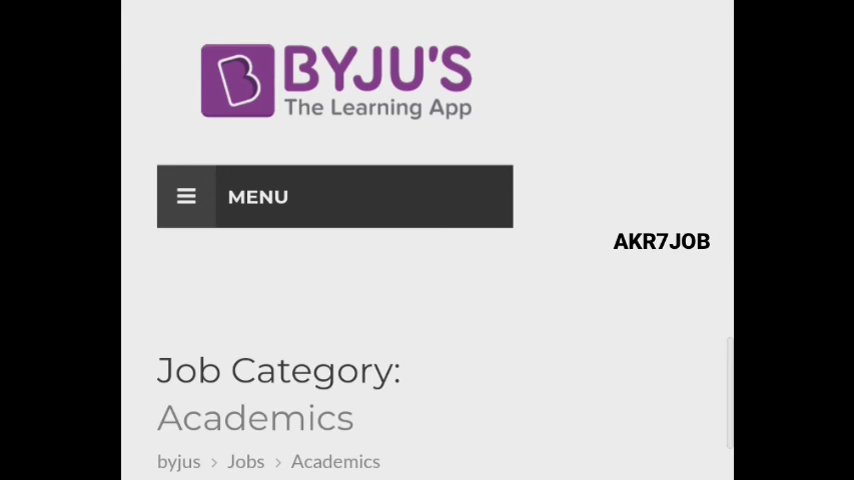 BYJU'S
The Learning App
MENU
AKR7JOB
Job Category:
Academics
byjus > Jobs > Academics